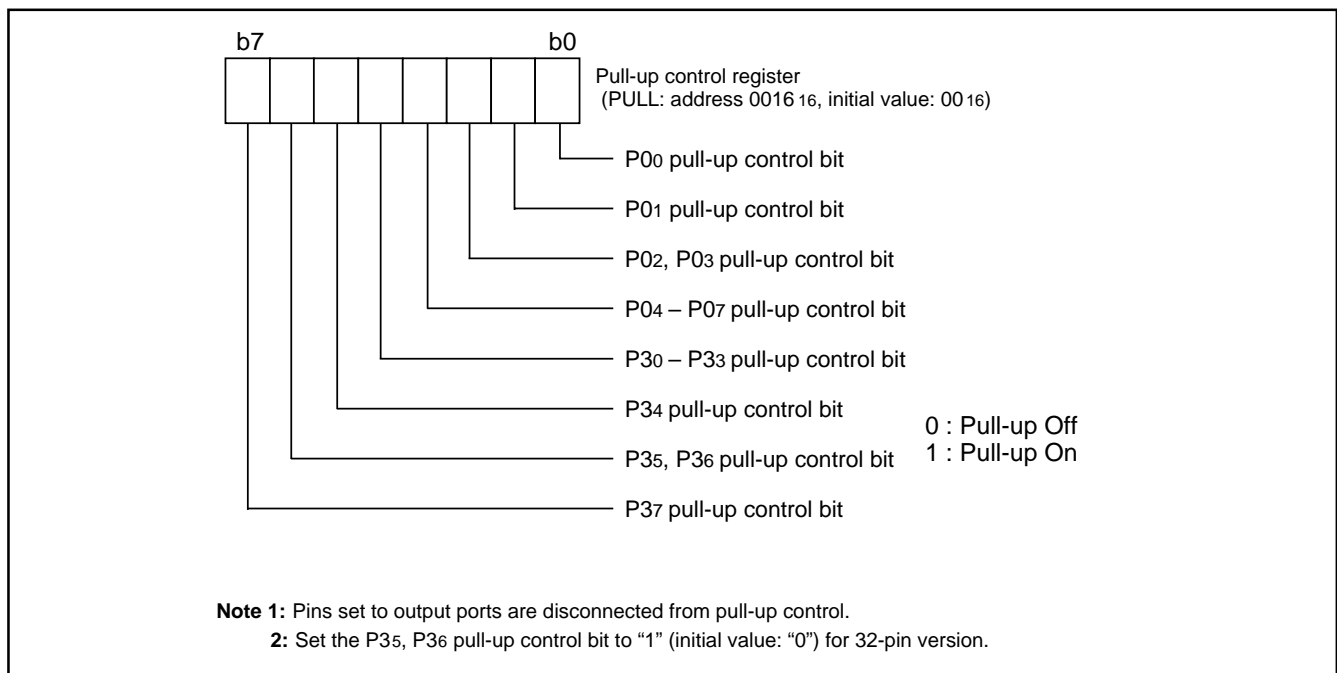 b7 b0
Pull-up control register
(PULL: address 0016 16, initial value: 00 16)
P00 pull-up control bit
P01 pull-up control bit
P02, P03 pull-up control bit
P04 – P07 pull-up control bit
P30 – P33 pull-up control bit
P34 pull-up control bit
P35, P36 pull-up control bit
P37 pull-up control bit
0 : Pull-up Off
1 : Pull-up On
Note 1: Pins set to output ports are disconnected from pull-up control.
2: Set the P35, P36 pull-up control bit to “1” (initial value: “0”) for 32-pin version.